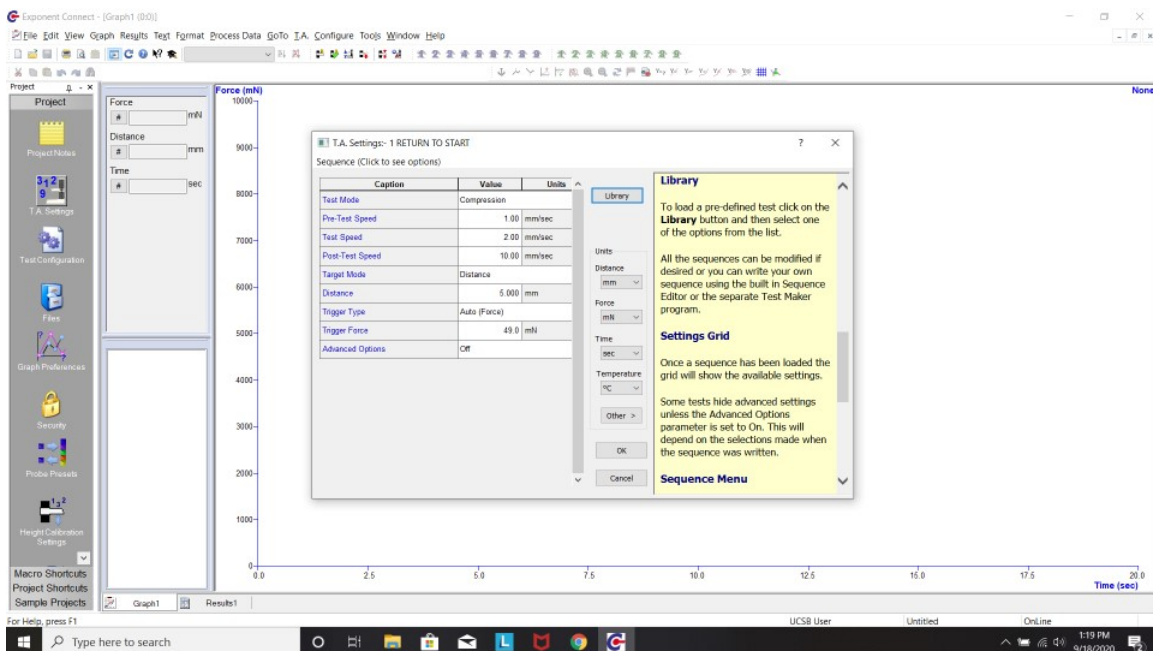 Exponent Connect - [Graph1 (0:0)]
File Edit View Graph Results Text Format Process Data GoTo T.A. Configure Tools Window Help
Project
Project
Project Notes
T.A. Settings
Test Configuration
Files
Graph Preferences
Security
Probe Presets
Height Calibration
Settings
Macro Shortcuts
Project Shortcuts
Sample Projects
Force
# mN
Distance
# mm
Time
# sec
Force (mN)
None
10000
9000
8000
7000
6000
5000
4000
3000
2000
1000
0
0.0 2.5 5.0 7.5 10.0 12.5 15.0 17.5 20.0
Time (sec)
T.A. Settings:- 1 RETURN TO START ? ×
Sequence (Click to see options)
Caption Value Units
Test Mode Compression
Pre-Test Speed 1.00 mm/sec
Test Speed 2.00 mm/sec
Post-Test Speed 10.00 mm/sec
Target Mode Distance
Distance 5.000 mm
Trigger Type Auto (Force)
Trigger Force 49.0 mN
Advanced Options Off
Library
Units
Distance
mm
Force
mN
Time
sec
Temperature
ºC
Other >
OK
Cancel
Library
To load a pre-defined test click on the
Library button and then select one
of the options from the list.
All the sequences can be modified if
desired or you can write your own
sequence using the built in Sequence
Editor or the separate Test Maker
program.
Settings Grid
Once a sequence has been loaded the
grid will show the available settings.
Some tests hide advanced settings
unless the Advanced Options
parameter is set to On. This will
depend on the selections made when
the sequence was written.
Sequence Menu
Graph1 Results1
For Help, press F1
UCSB User Untitled OnLine
Type here to search
1:19 PM
9/18/2020